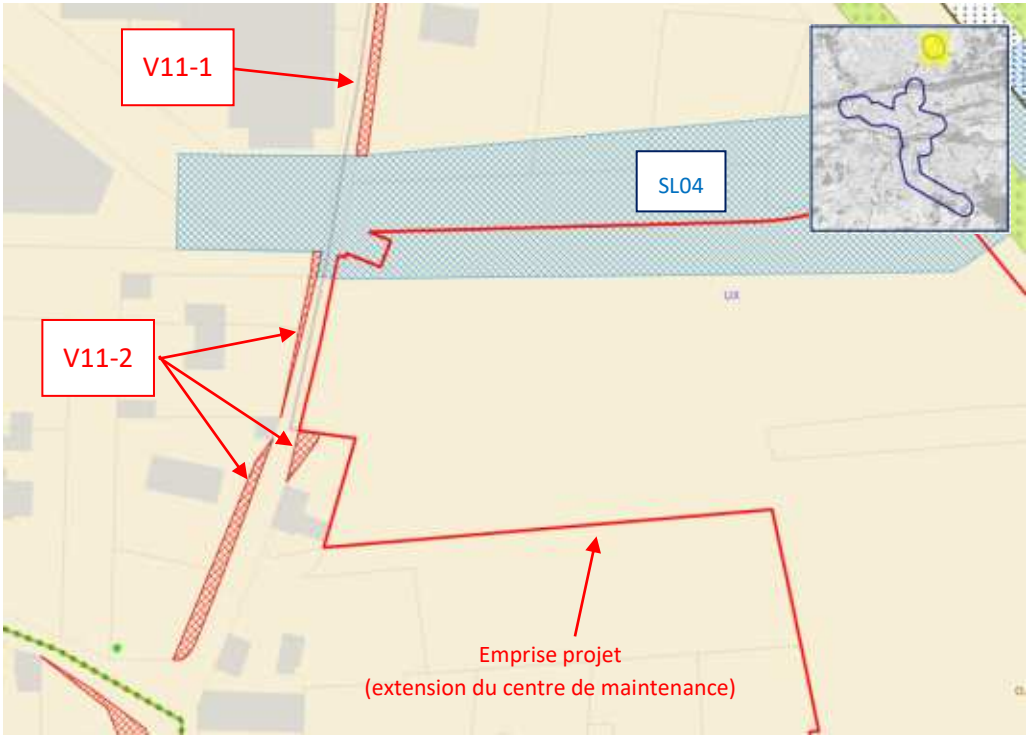 V11-1
SL04
UX
V11-2
Emprise projet
(extension du centre de maintenance)